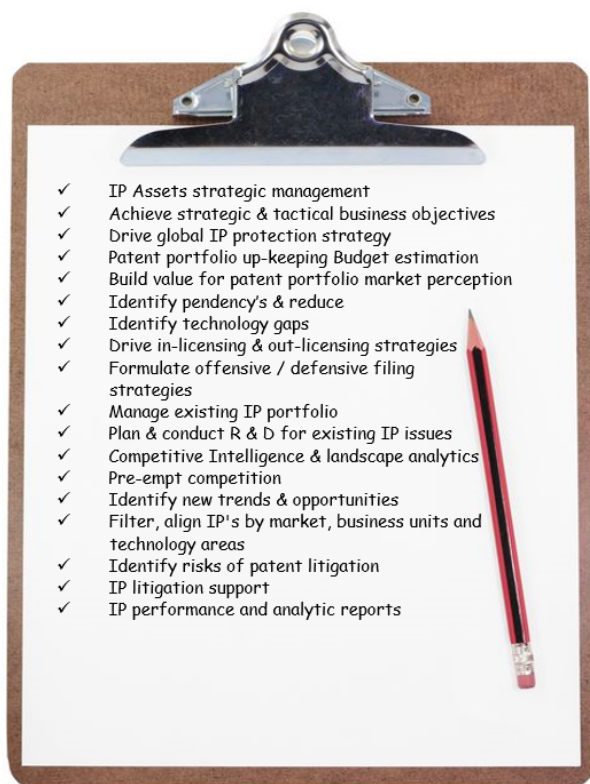 ✓ IP Assets strategic management
✓ Achieve strategic & tactical business objectives
✓ Drive global IP protection strategy
✓ Patent portfolio up-keeping Budget estimation
✓ Build value for patent portfolio market perception
✓ Identify pendency's & reduce
✓ Identify technology gaps
✓ Drive in-licensing & out-licensing strategies
✓ Formulate offensive / defensive filing
strategies
✓ Manage existing IP portfolio
✓ Plan & conduct R & D for existing IP issues
✓ Competitive Intelligence & landscape analytics
✓ Pre-empt competition
✓ Identify new trends & opportunities
✓ Filter, align IP's by market, business units and
technology areas
✓ Identify risks of patent litigation
✓ IP litigation support
✓ IP performance and analytic reports